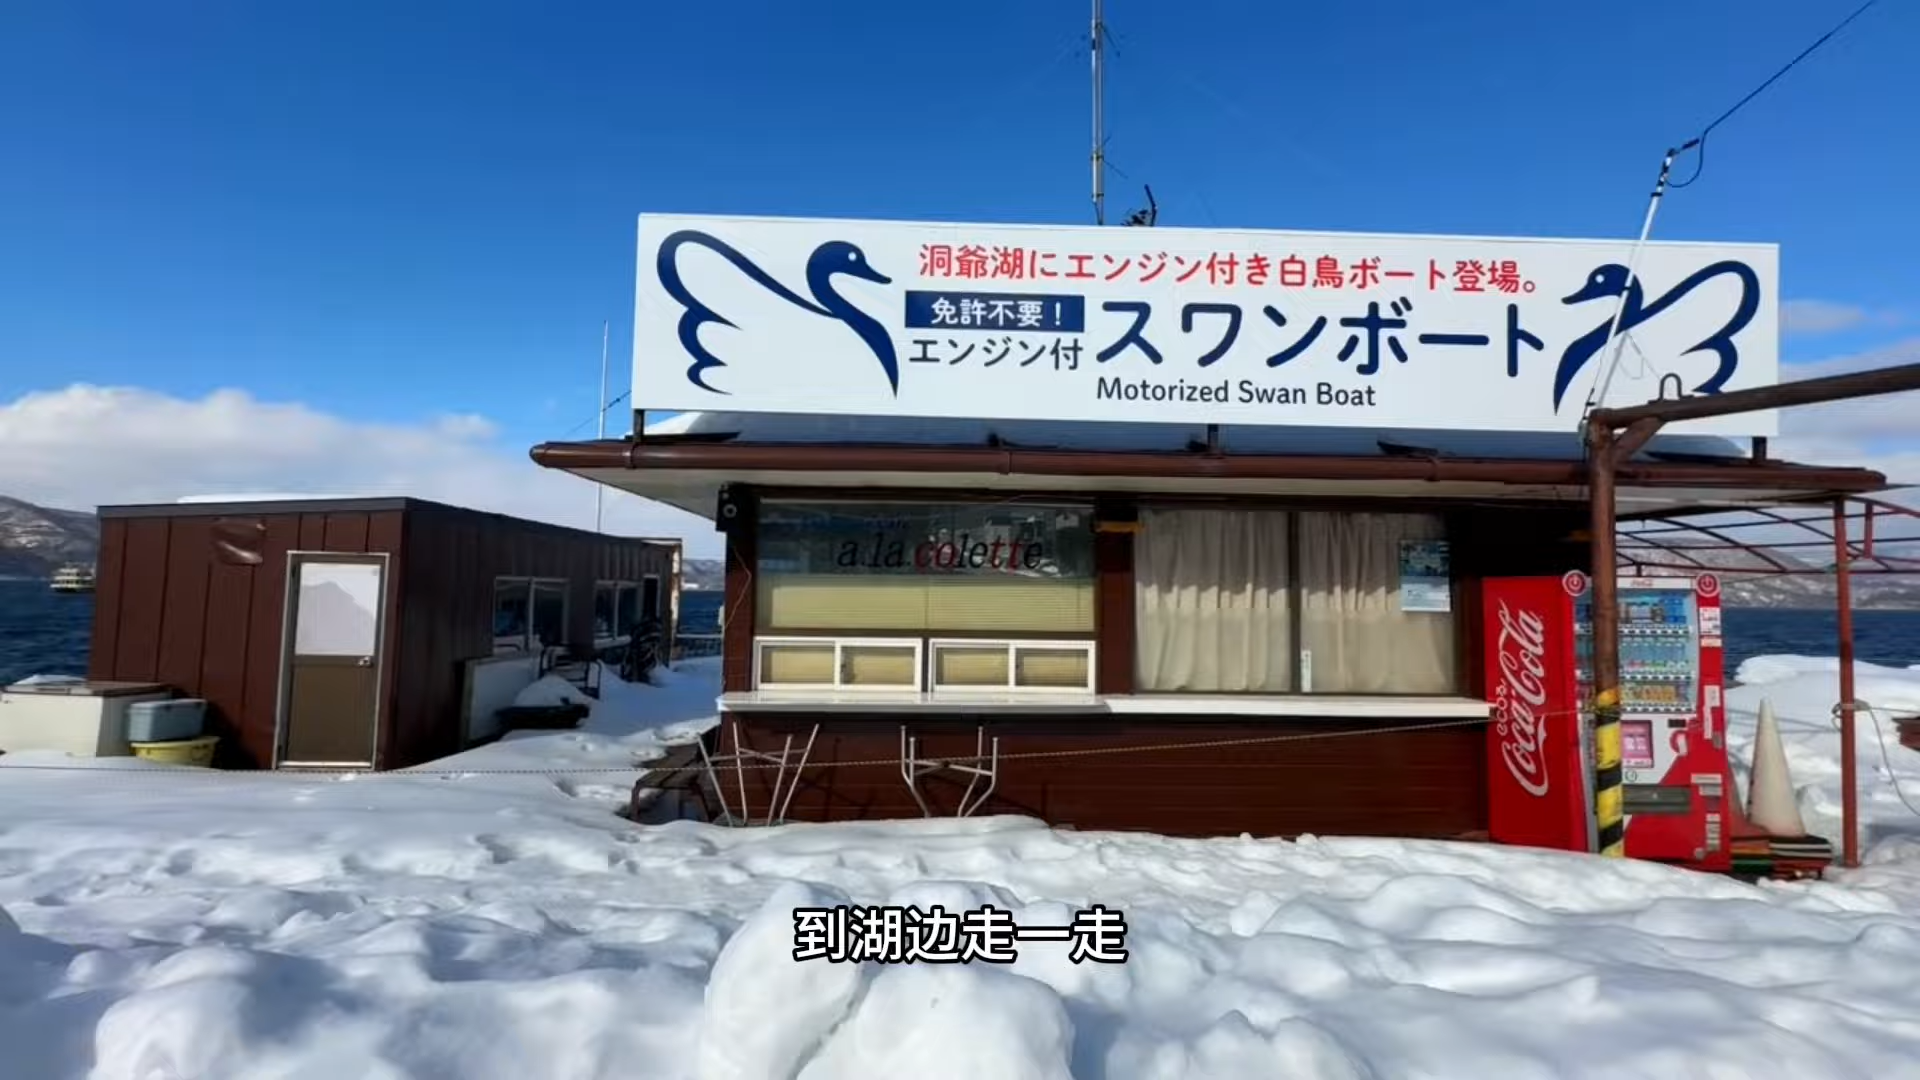 洞爺湖にエンジン付き白鳥ボート登場。
免許不要！
エンジン付
スワンボート
Motorized Swan Boat
a.la.colette
Coca-Cola
到湖边走一走